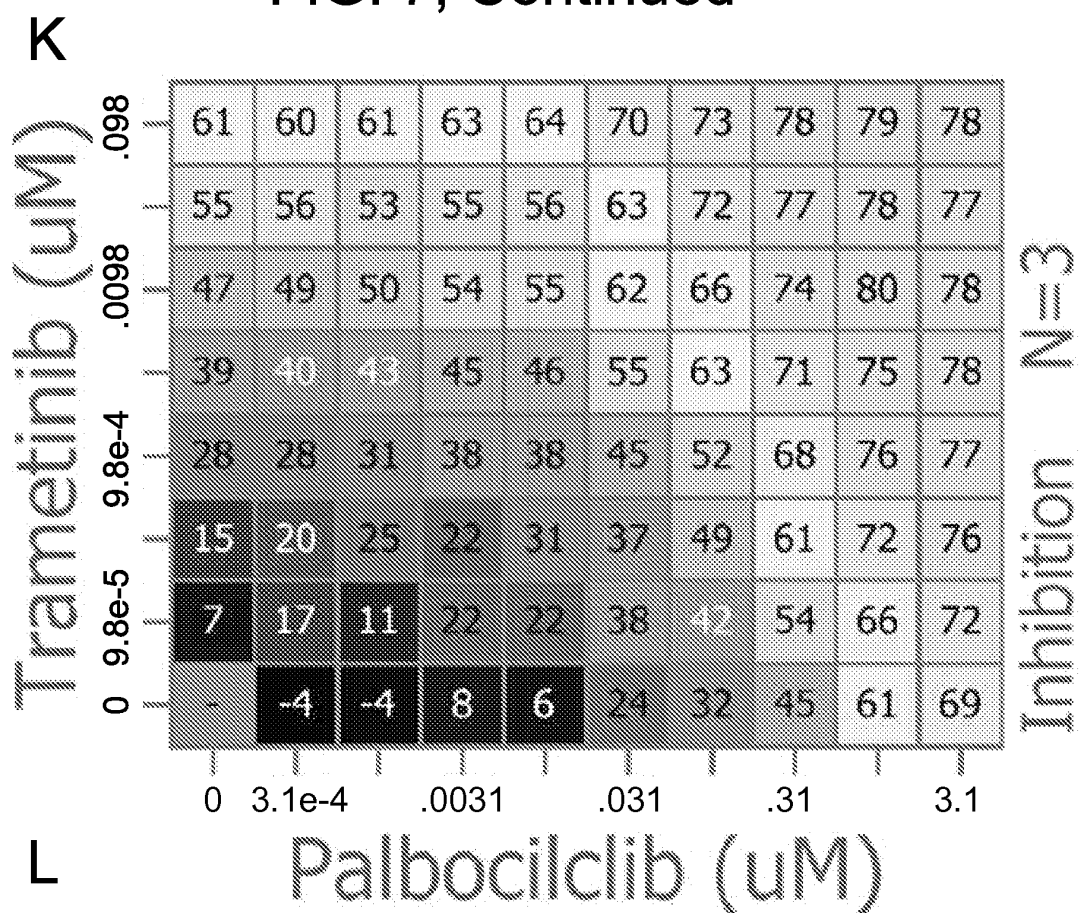 FIG. 7, Continued
K
Trametinib (uM)
.098 61 60 61 63 64 70 73 78 79 78
55 56 53 55 56 63 72 77 78 77
.0098 47 49 50 54 55 62 66 74 80 78
39 40 43 45 46 55 63 71 75 78
9.8e-4 28 28 31 38 38 45 52 68 76 77
15 20 25 22 31 37 49 61 72 76
9.8e-5 7 17 11 22 22 38 42 54 66 72
0 - -4 -4 8 6 24 32 45 61 69
0 3.1e-4 .0031 .031 .31 3.1
Palbocilclib (uM)
Inhibition N=3
L